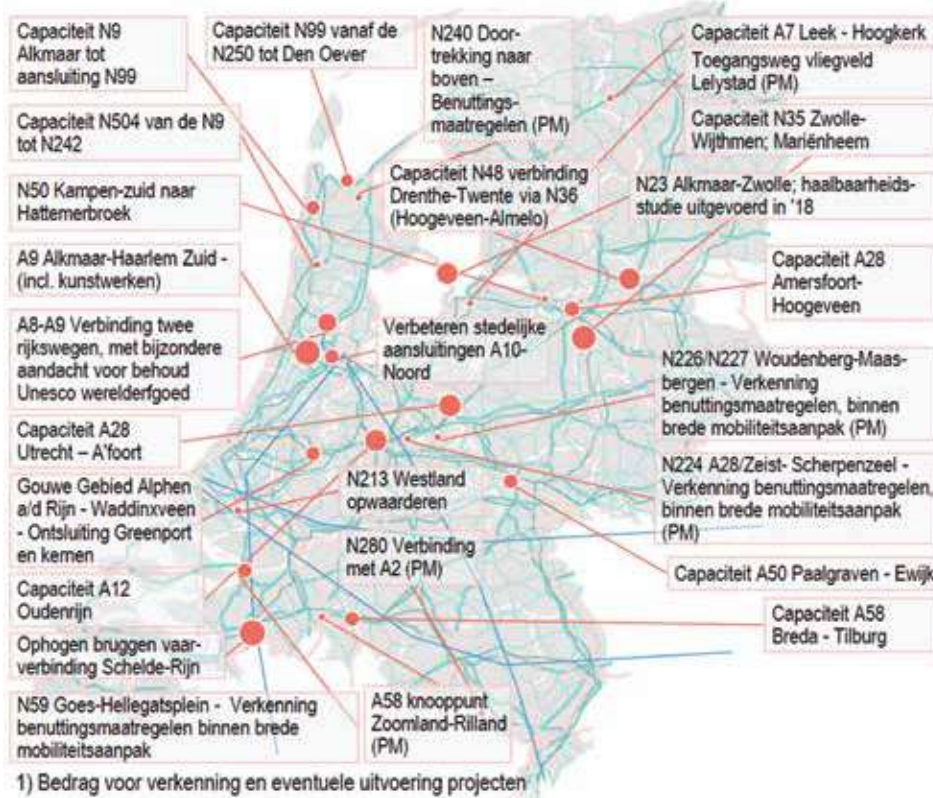 Capaciteit N9
Alkmaar tot
aansluiting N99
Capaciteit N99 vanaf de
N250 tot Den Oever
N240 Door-
trekking naar
boven –
Benuttings-
maatregelen (PM)
Capaciteit A7 Leek - Hoogkerk
Toegangsweg vliegveld
Lelystad (PM)
Capaciteit N504 van de N9
tot N242
Capaciteit N35 Zwolle-
Wijthmen; Mariënheem
Capaciteit N48 verbinding
Drenthe-Twente via N36
(Hoogeveen-Almelo)
N50 Kampen-zuid naar
Hattemerbroek
N23 Alkmaar-Zwolle; haalbaarheids-
studie uitgevoerd in '18
A9 Alkmaar-Haarlem Zuid -
(incl. kunstwerken)
Capaciteit A28
Amersfoort-
Hoogeveen
A8-A9 Verbinding twee
rijkswegen, met bijzondere
aandacht voor behoud
Unesco werelderfgoed
Verbeteren stedelijke
aansluitingen A10-
Noord
N226/N227 Woudenberg-Maas-
bergen - Verkenning
benuttingsmaatregelen, binnen
brede mobiliteitsaanpak (PM)
Capaciteit A28
Utrecht – A'foort
N224 A28/Zeist- Scherpenzeel -
Verkenning benuttingsmaatregelen,
binnen brede mobiliteitsaanpak
(PM)
Gouwe Gebied Alphen
a/d Rijn - Waddinxveen
- Ontsluiting Greenport
en kernen
N213 Westland
opwaarderen
N280 Verbinding
met A2 (PM)
Capaciteit A50 Paalgraven - Ewijk
Capaciteit A12
Oudenrijn
Capaciteit A58
Breda - Tilburg
Ophogen bruggen vaar-
verbinding Schelde-Rijn
N59 Goes-Hellegatsplein - Verkenning
benuttingsmaatregelen binnen brede
mobiliteitsaanpak
A58 knooppunt
Zoomland-Rilland
(PM)
1) Bedrag voor verkenning en eventuele uitvoering projecten